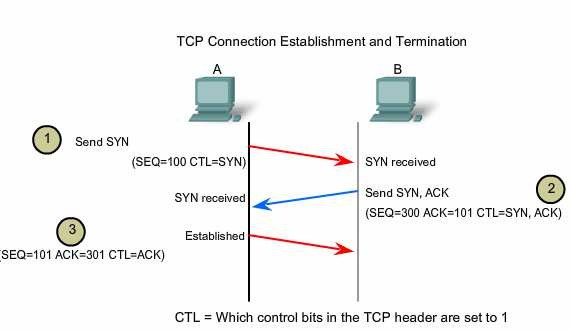 TCP Connection Establishment and Termination
A
B
1
Send SYN
(SEQ=100 CTL=SYN)
SYN received
SYN received
Send SYN, ACK
2
(SEQ=300 ACK=101 CTL=SYN, ACK)
3
Established
(SEQ=101 ACK=301 CTL=ACK)
CTL = Which control bits in the TCP header are set to 1